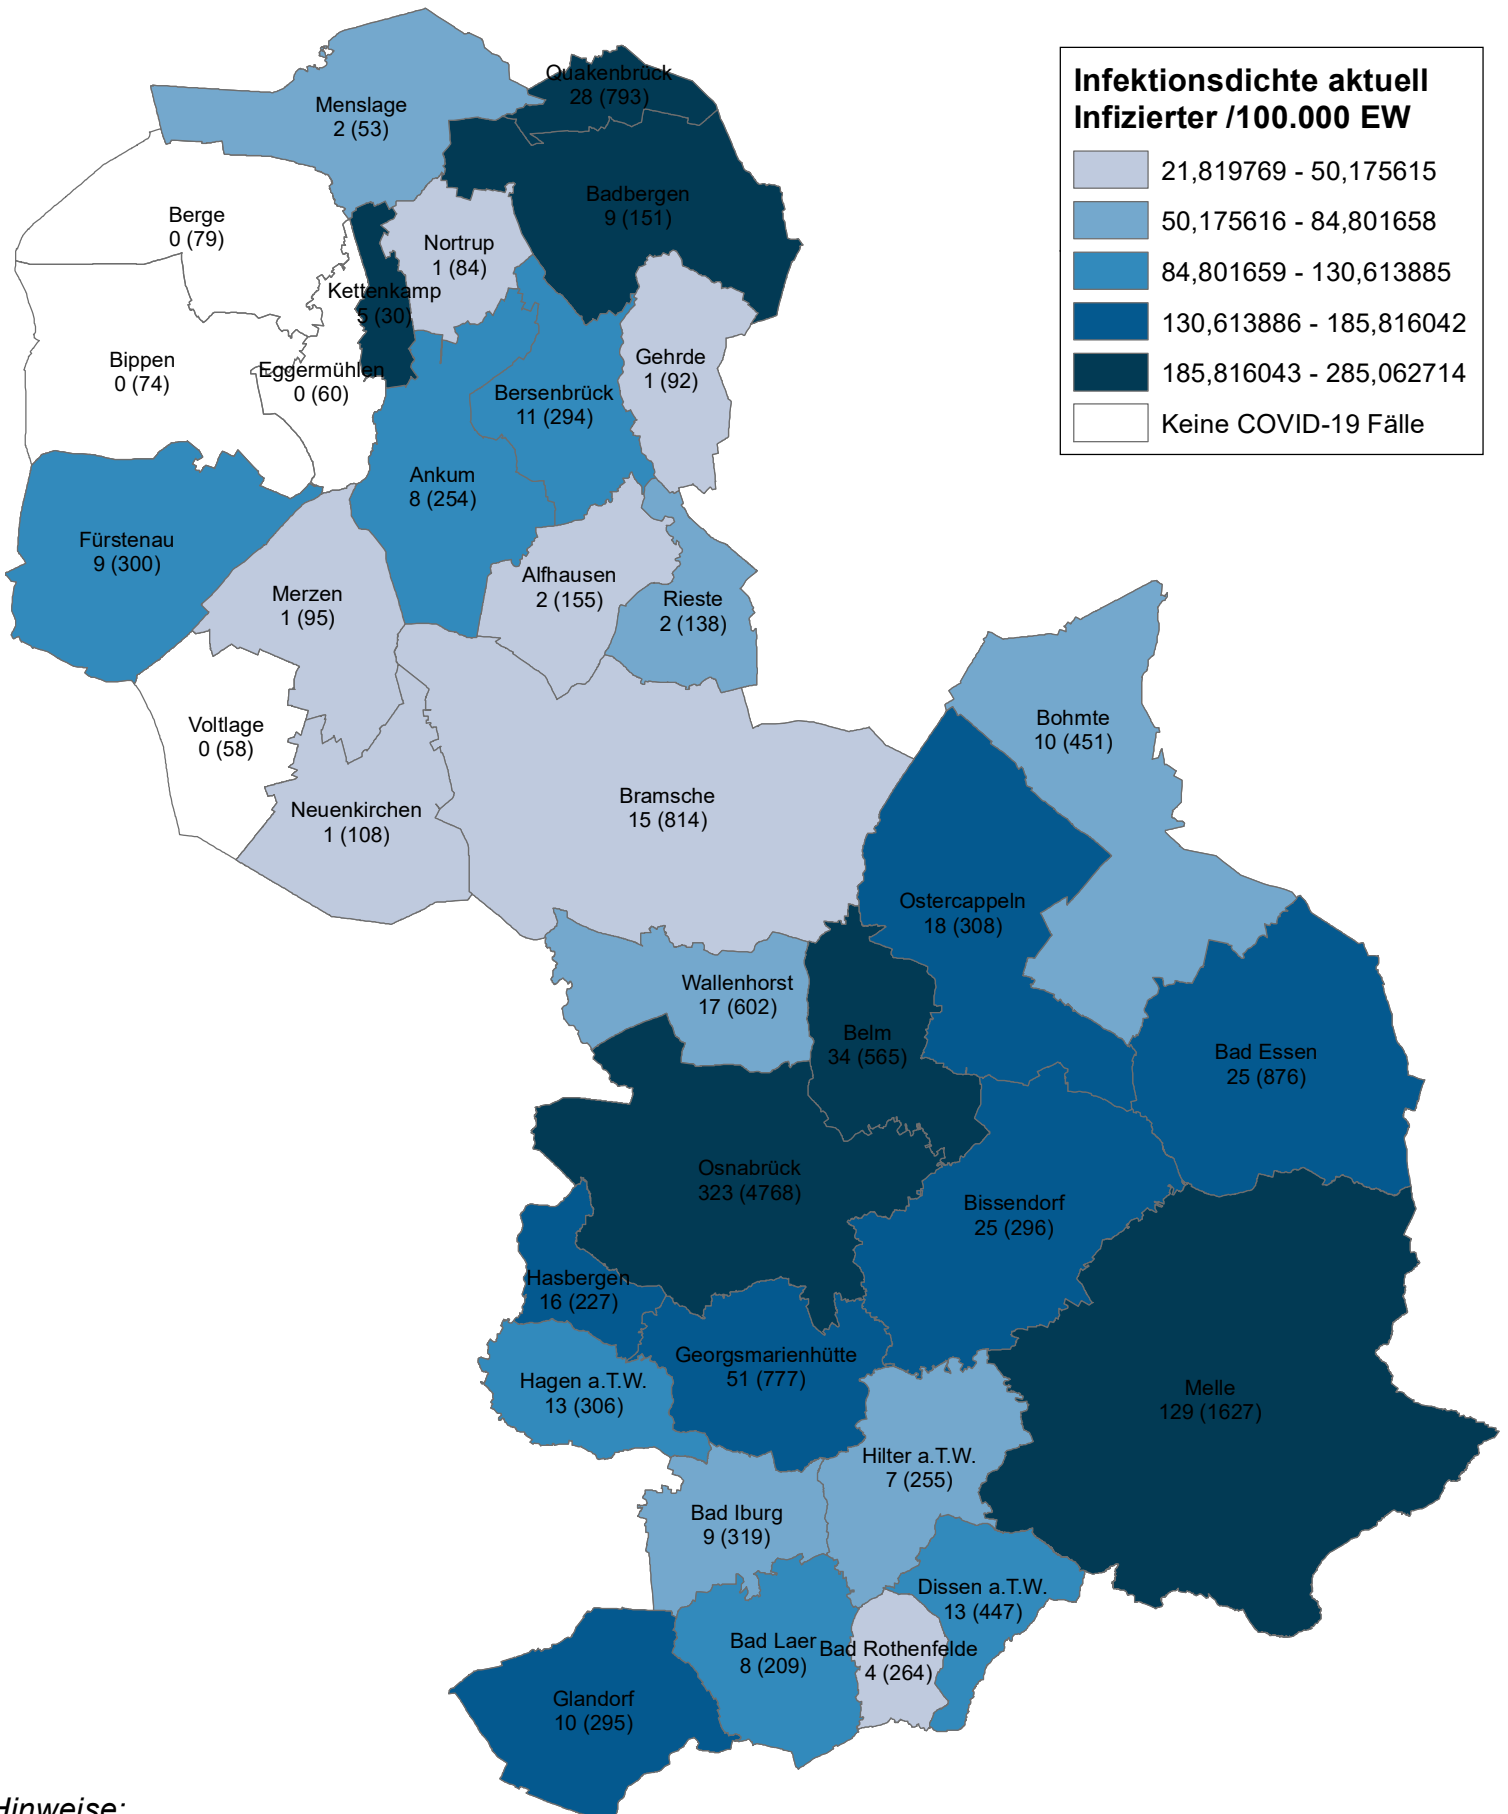 Infektionsdichte aktuell
Infizierter /100.000 EW
21,819769 - 50,175615
50,175616 - 84,801658
84,801659 - 130,613885
130,613886 - 185,816042
185,816043 - 285,062714
Keine COVID-19 Fälle
Quakenbrück
28 (793)
Menslage
2 (53)
Badbergen
9 (151)
Berge
0 (79)
Nortrup
1 (84)
Kettenkamp
5 (30)
Bippen
0 (74)
Eggermühlen
0 (60)
Gehrde
1 (92)
Bersenbrück
11 (294)
Ankum
8 (254)
Fürstenau
9 (300)
Alfhausen
2 (155)
Merzen
1 (95)
Rieste
2 (138)
Voltlage
0 (58)
Bohmte
10 (451)
Neuenkirchen
1 (108)
Bramsche
15 (814)
Ostercappeln
18 (308)
Wallenhorst
17 (602)
Belm
34 (565)
Bad Essen
25 (876)
Osnabrück
323 (4768)
Bissendorf
25 (296)
Hasbergen
16 (227)
Georgsmarienhütte
51 (777)
Hagen a.T.W.
13 (306)
Melle
129 (1627)
Hilter a.T.W.
7 (255)
Bad Iburg
9 (319)
Dissen a.T.W.
13 (447)
Bad Laer
8 (209)
Bad Rothenfelde
4 (264)
Glandorf
10 (295)
Hinweise: